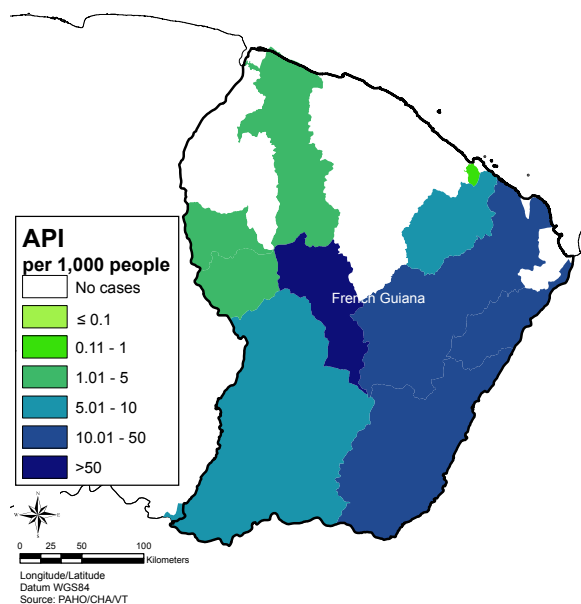 French Guiana
API
per 1,000 people
No cases
≤ 0.1
0.11 - 1
1.01 - 5
5.01 - 10
10.01 - 50
>50
N
W E
S
0 25 50 100
Kilometers
Longitude/Latitude
Datum WGS84
Source: PAHO/CHA/VT